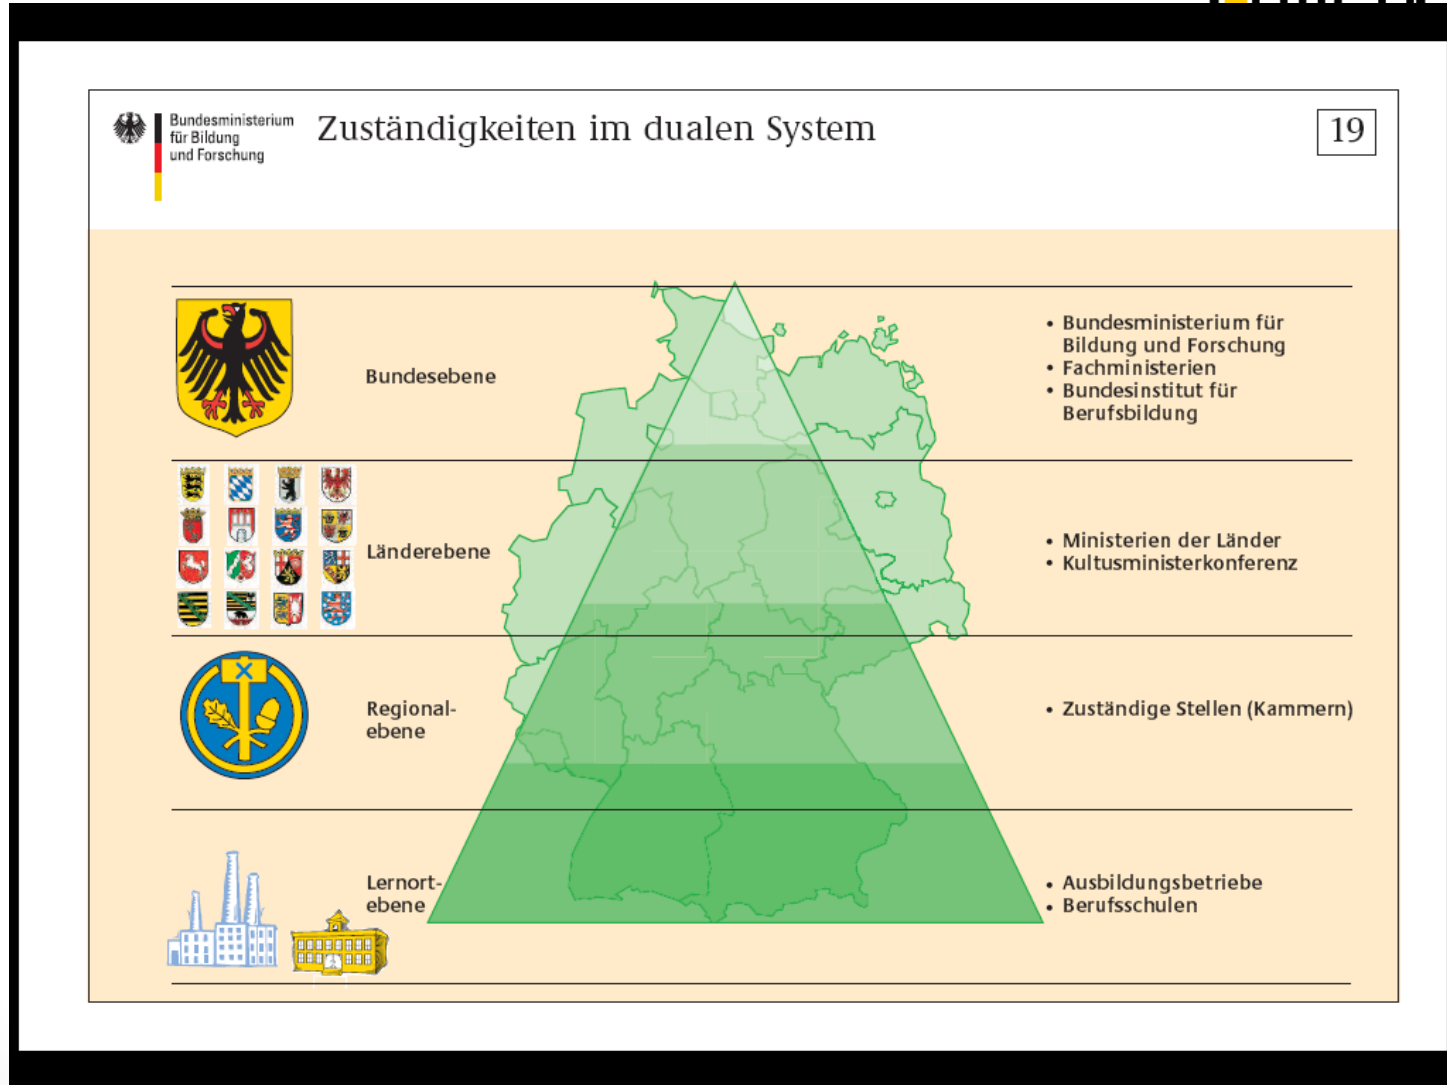 Bundesministerium
für Bildung
und Forschung
Zuständigkeiten im dualen System
19
Bundesebene
• Bundesministerium für
Bildung und Forschung
• Fachministerien
• Bundesinstitut für
Berufsbildung
Länderebene
• Ministerien der Länder
• Kultusministerkonferenz
Regional-
ebene
• Zuständige Stellen (Kammern)
Lernort-
ebene
• Ausbildungsbetriebe
• Berufsschulen